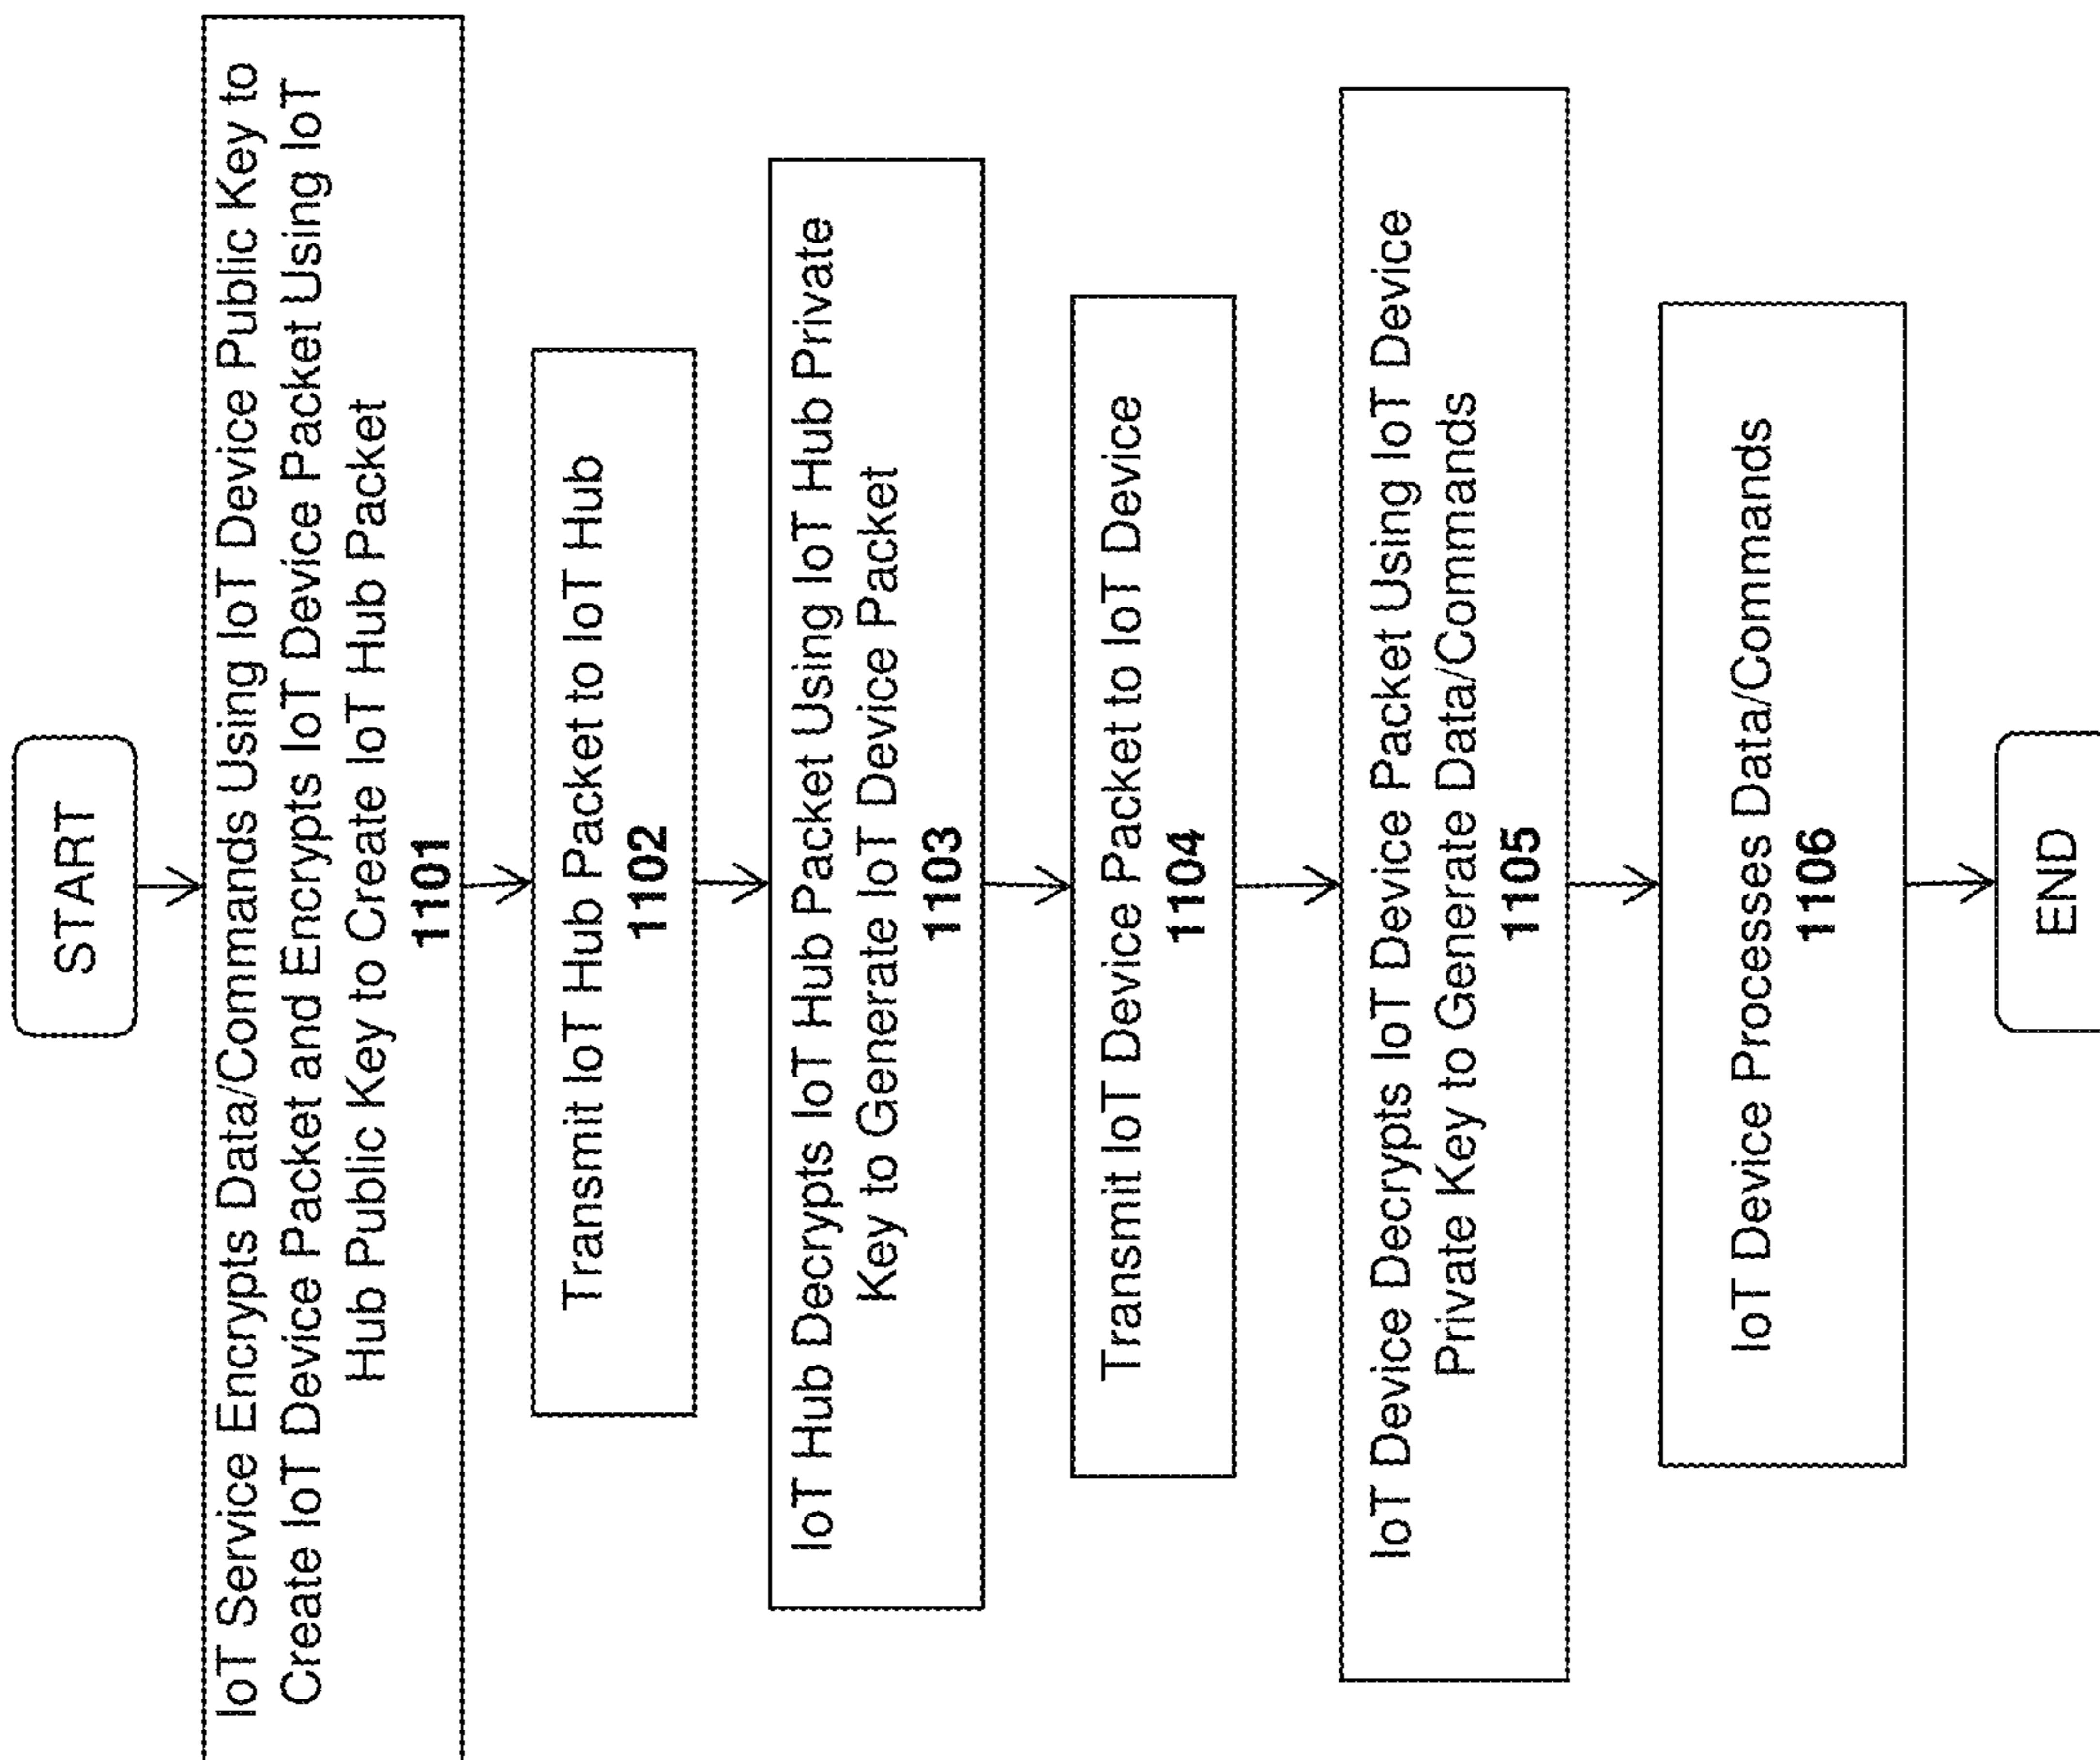 START
IoT Service Encrypts Data/Commands Using IoT Device Public Key to
Create IoT Device Packet and Encrypts IoT Device Packet Using IoT
Hub Public Key to Create IoT Hub Packet
1101
Transmit IoT Hub Packet to IoT Hub
1102
IoT Hub Decrypts IoT Hub Packet Using IoT Hub Private
Key to Generate IoT Device Packet
1103
Transmit IoT Device Packet to IoT Device
1104
IoT Device Decrypts IoT Device Packet Using IoT Device
Private Key to Generate Data/Commands
1105
IoT Device Processes Data/Commands
1106
END